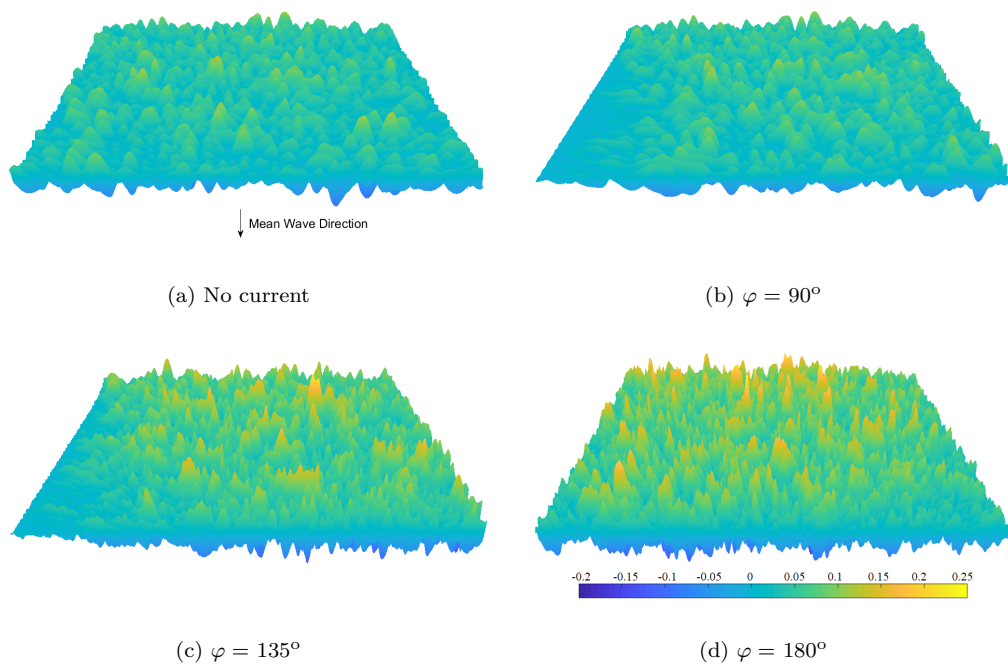 Mean Wave Direction
(a) No current
(b) φ = 90°
-0.2 -0.15 -0.1 -0.05 0 0.05 0.1 0.15 0.2 0.25
(c) φ = 135°
(d) φ = 180°